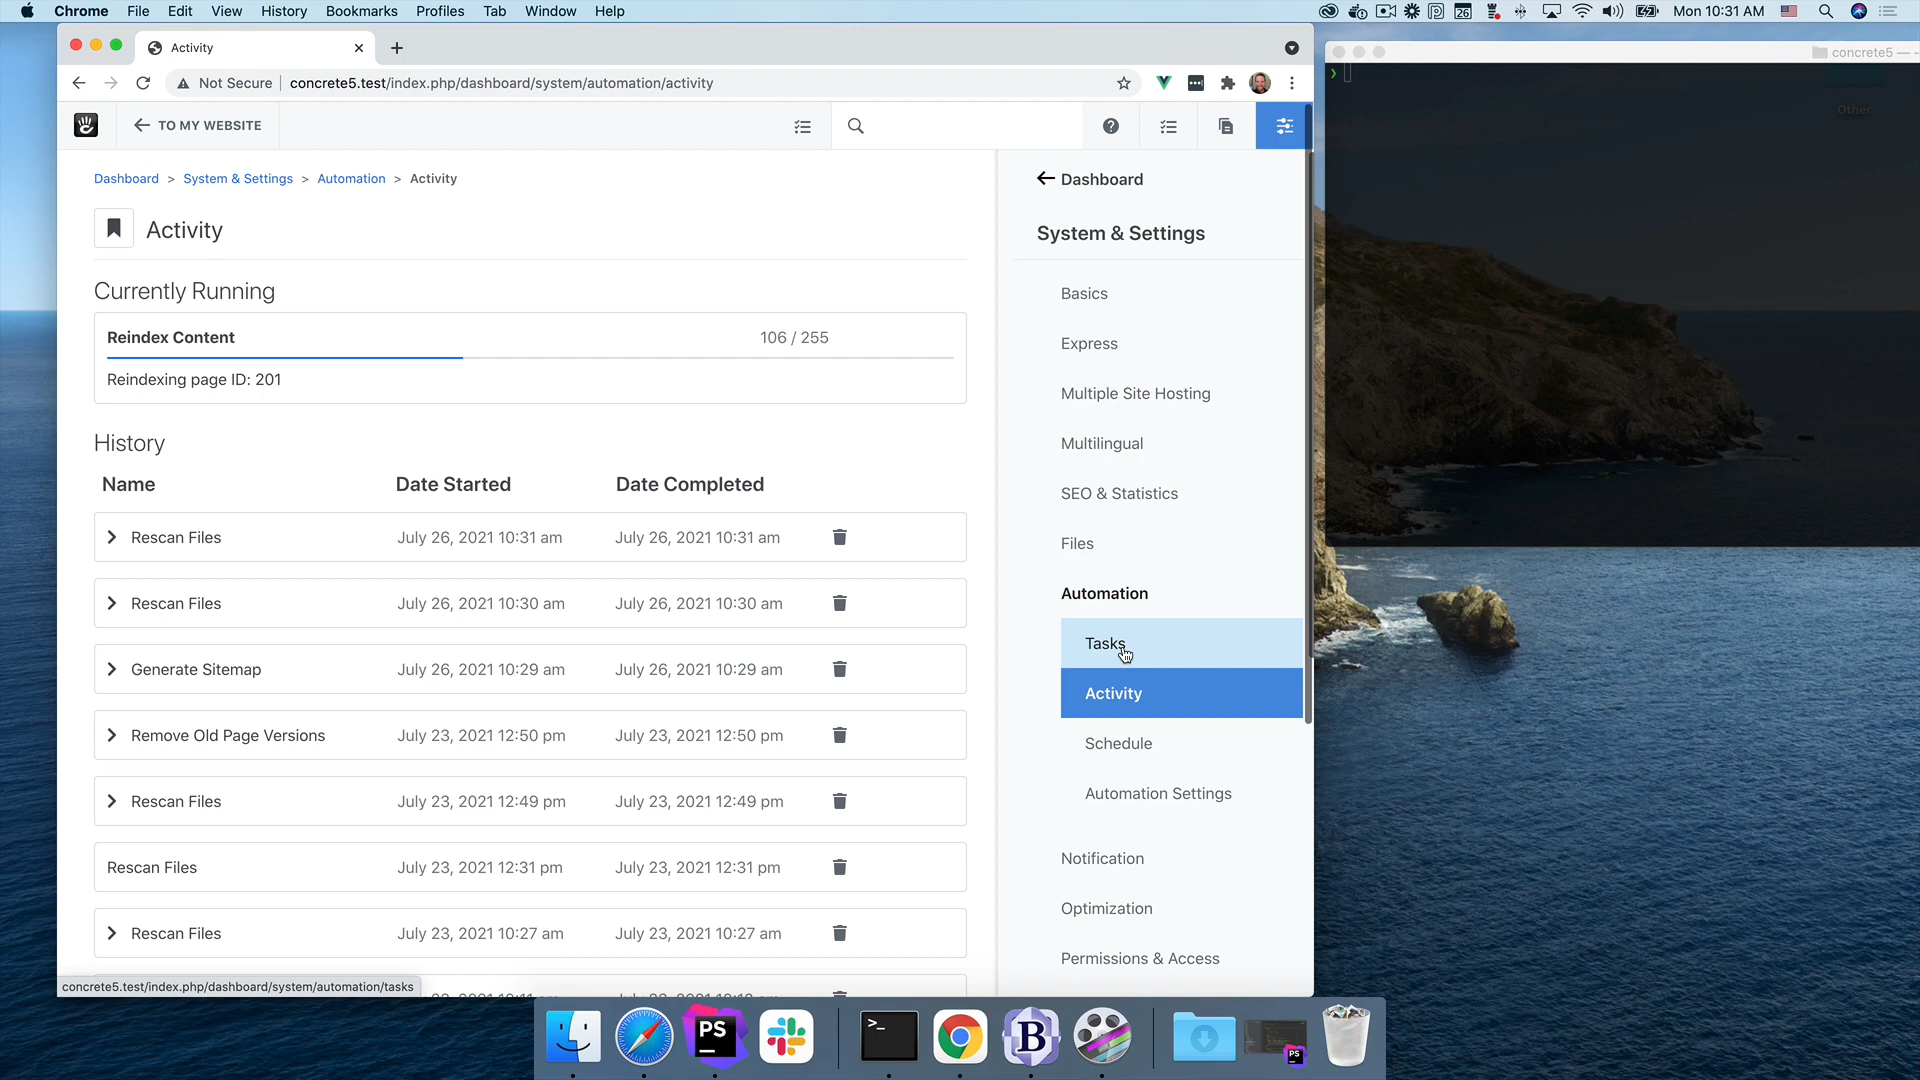 Chrome File Edit View History Bookmarks Profiles Tab Window Help
26
Mon 10:31 AM
Activity
concrete5 —
Not Secure concrete5.test/index.php/dashboard/system/automation/activity
Other
TO MY WEBSITE
Dashboard > System & Settings > Automation > Activity
Activity
Currently Running
Reindex Content 106 / 255
Reindexing page ID: 201
History
Name Date Started Date Completed
Rescan Files July 26, 2021 10:31 am July 26, 2021 10:31 am
Rescan Files July 26, 2021 10:30 am July 26, 2021 10:30 am
Generate Sitemap July 26, 2021 10:29 am July 26, 2021 10:29 am
Remove Old Page Versions July 23, 2021 12:50 pm July 23, 2021 12:50 pm
Rescan Files July 23, 2021 12:49 pm July 23, 2021 12:49 pm
Rescan Files July 23, 2021 12:31 pm July 23, 2021 12:31 pm
Rescan Files July 23, 2021 10:27 am July 23, 2021 10:27 am
concrete5.test/index.php/dashboard/system/automation/tasks
Dashboard
System & Settings
Basics
Express
Multiple Site Hosting
Multilingual
SEO & Statistics
Files
Automation
Tasks
Activity
Schedule
Automation Settings
Notification
Optimization
Permissions & Access
PS
>_
B
PS